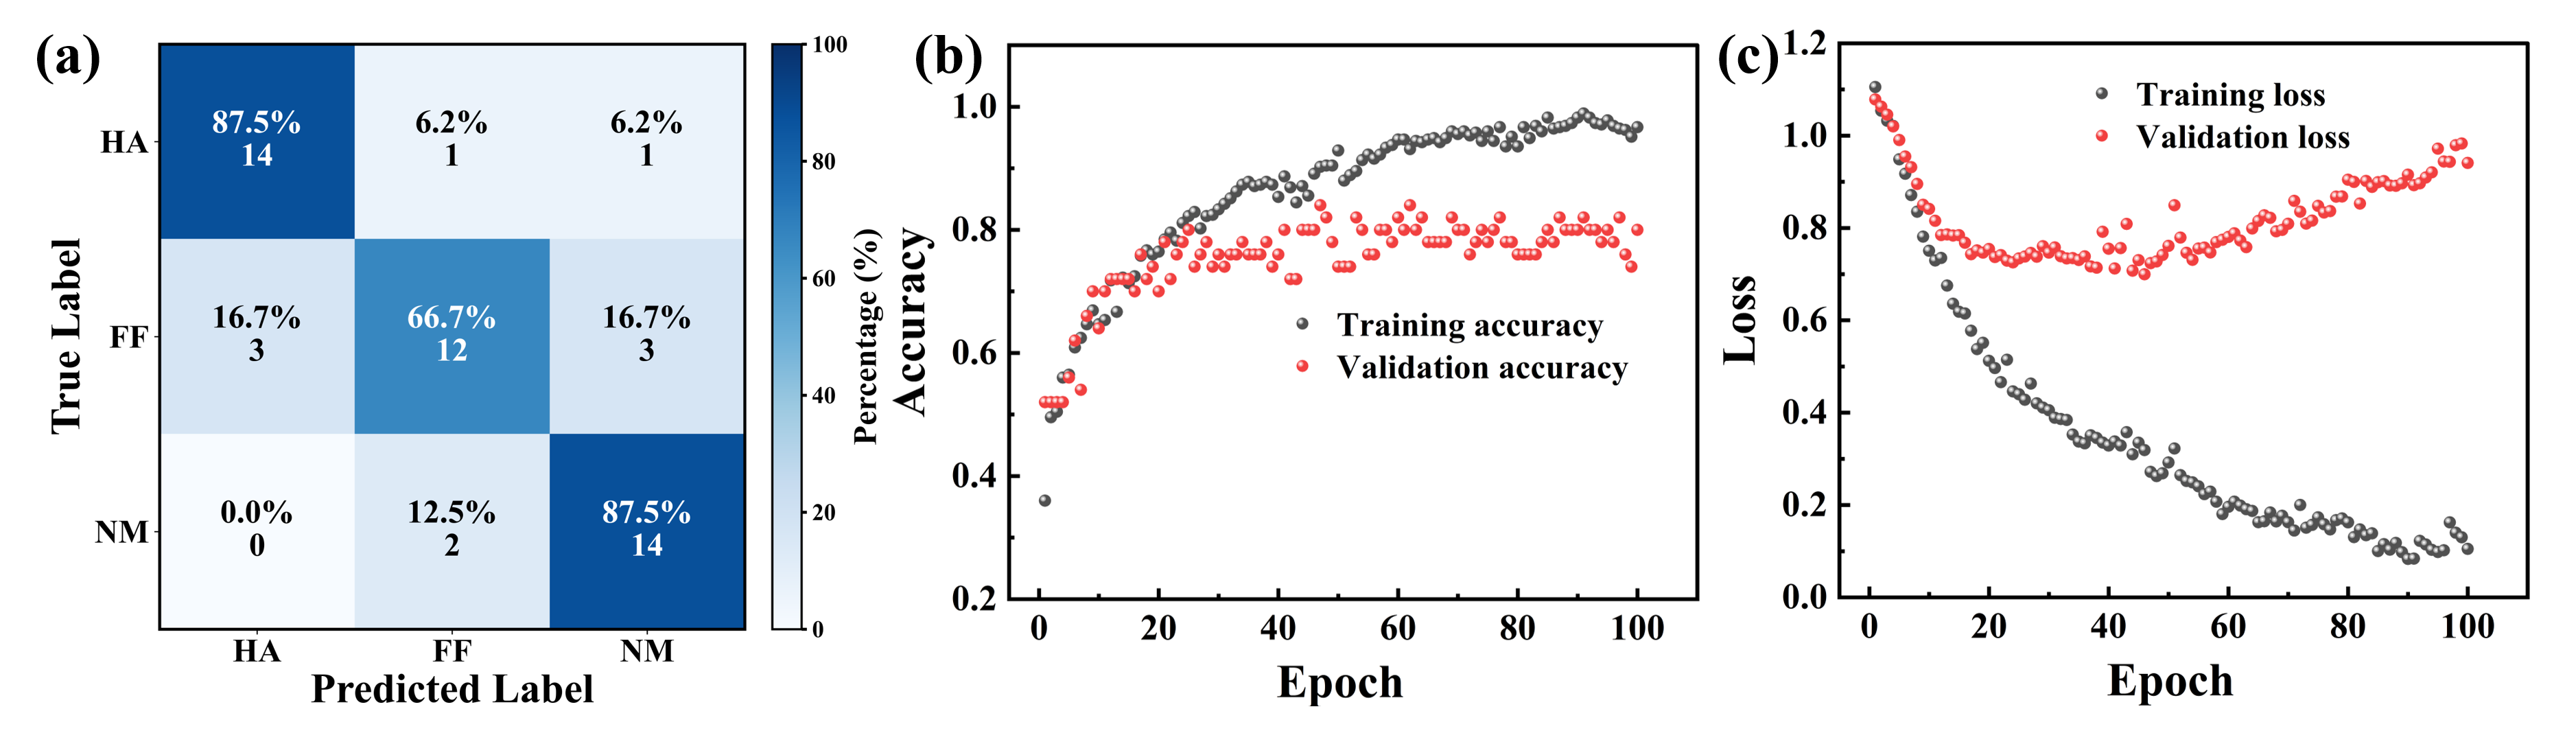 (a)
True Label
HA
FF
NM
87.5%
14
6.2%
1
6.2%
1
16.7%
3
66.7%
12
16.7%
3
0.0%
0
12.5%
2
87.5%
14
HA
FF
NM
Predicted Label
100
80
60
40
20
0
Percentage (%)
(b)
Accuracy
1.0
0.8
0.6
0.4
0.2
Training accuracy
Validation accuracy
0
20
40
60
80
100
Epoch
(c)
Loss
1.2
1.0
0.8
0.6
0.4
0.2
0.0
Training loss
Validation loss
0
20
40
60
80
100
Epoch